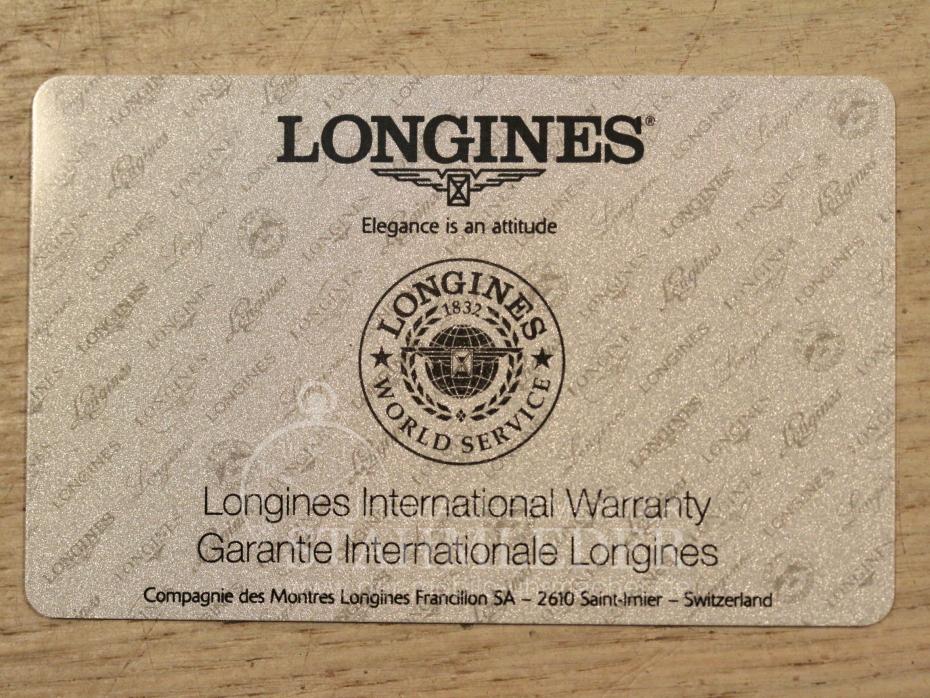 LONGINES®
Elegance is an attitude
LONGINES
1832
WORLD SERVICE
Longines International Warranty
Garantie Internationale Longines
Compagnie des Montres Longines Francillon SA – 2610 Saint-Imier – Switzerland